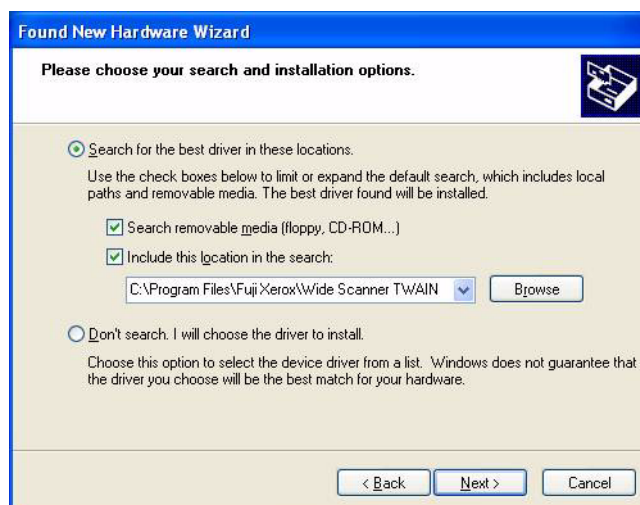 Found New Hardware Wizard
Please choose your search and installation options.
Search for the best driver in these locations.
Use the check boxes below to limit or expand the default search, which includes local
paths and removable media. The best driver found will be installed.
Search removable media (floppy, CD-ROM...)
Include this location in the search:
C:\Program Files\Fuji Xerox\Wide Scanner TWAIN
Browse
Don't search. I will choose the driver to install.
Choose this option to select the device driver from a list. Windows does not guarantee that
the driver you choose will be the best match for your hardware.
< Back Next > Cancel